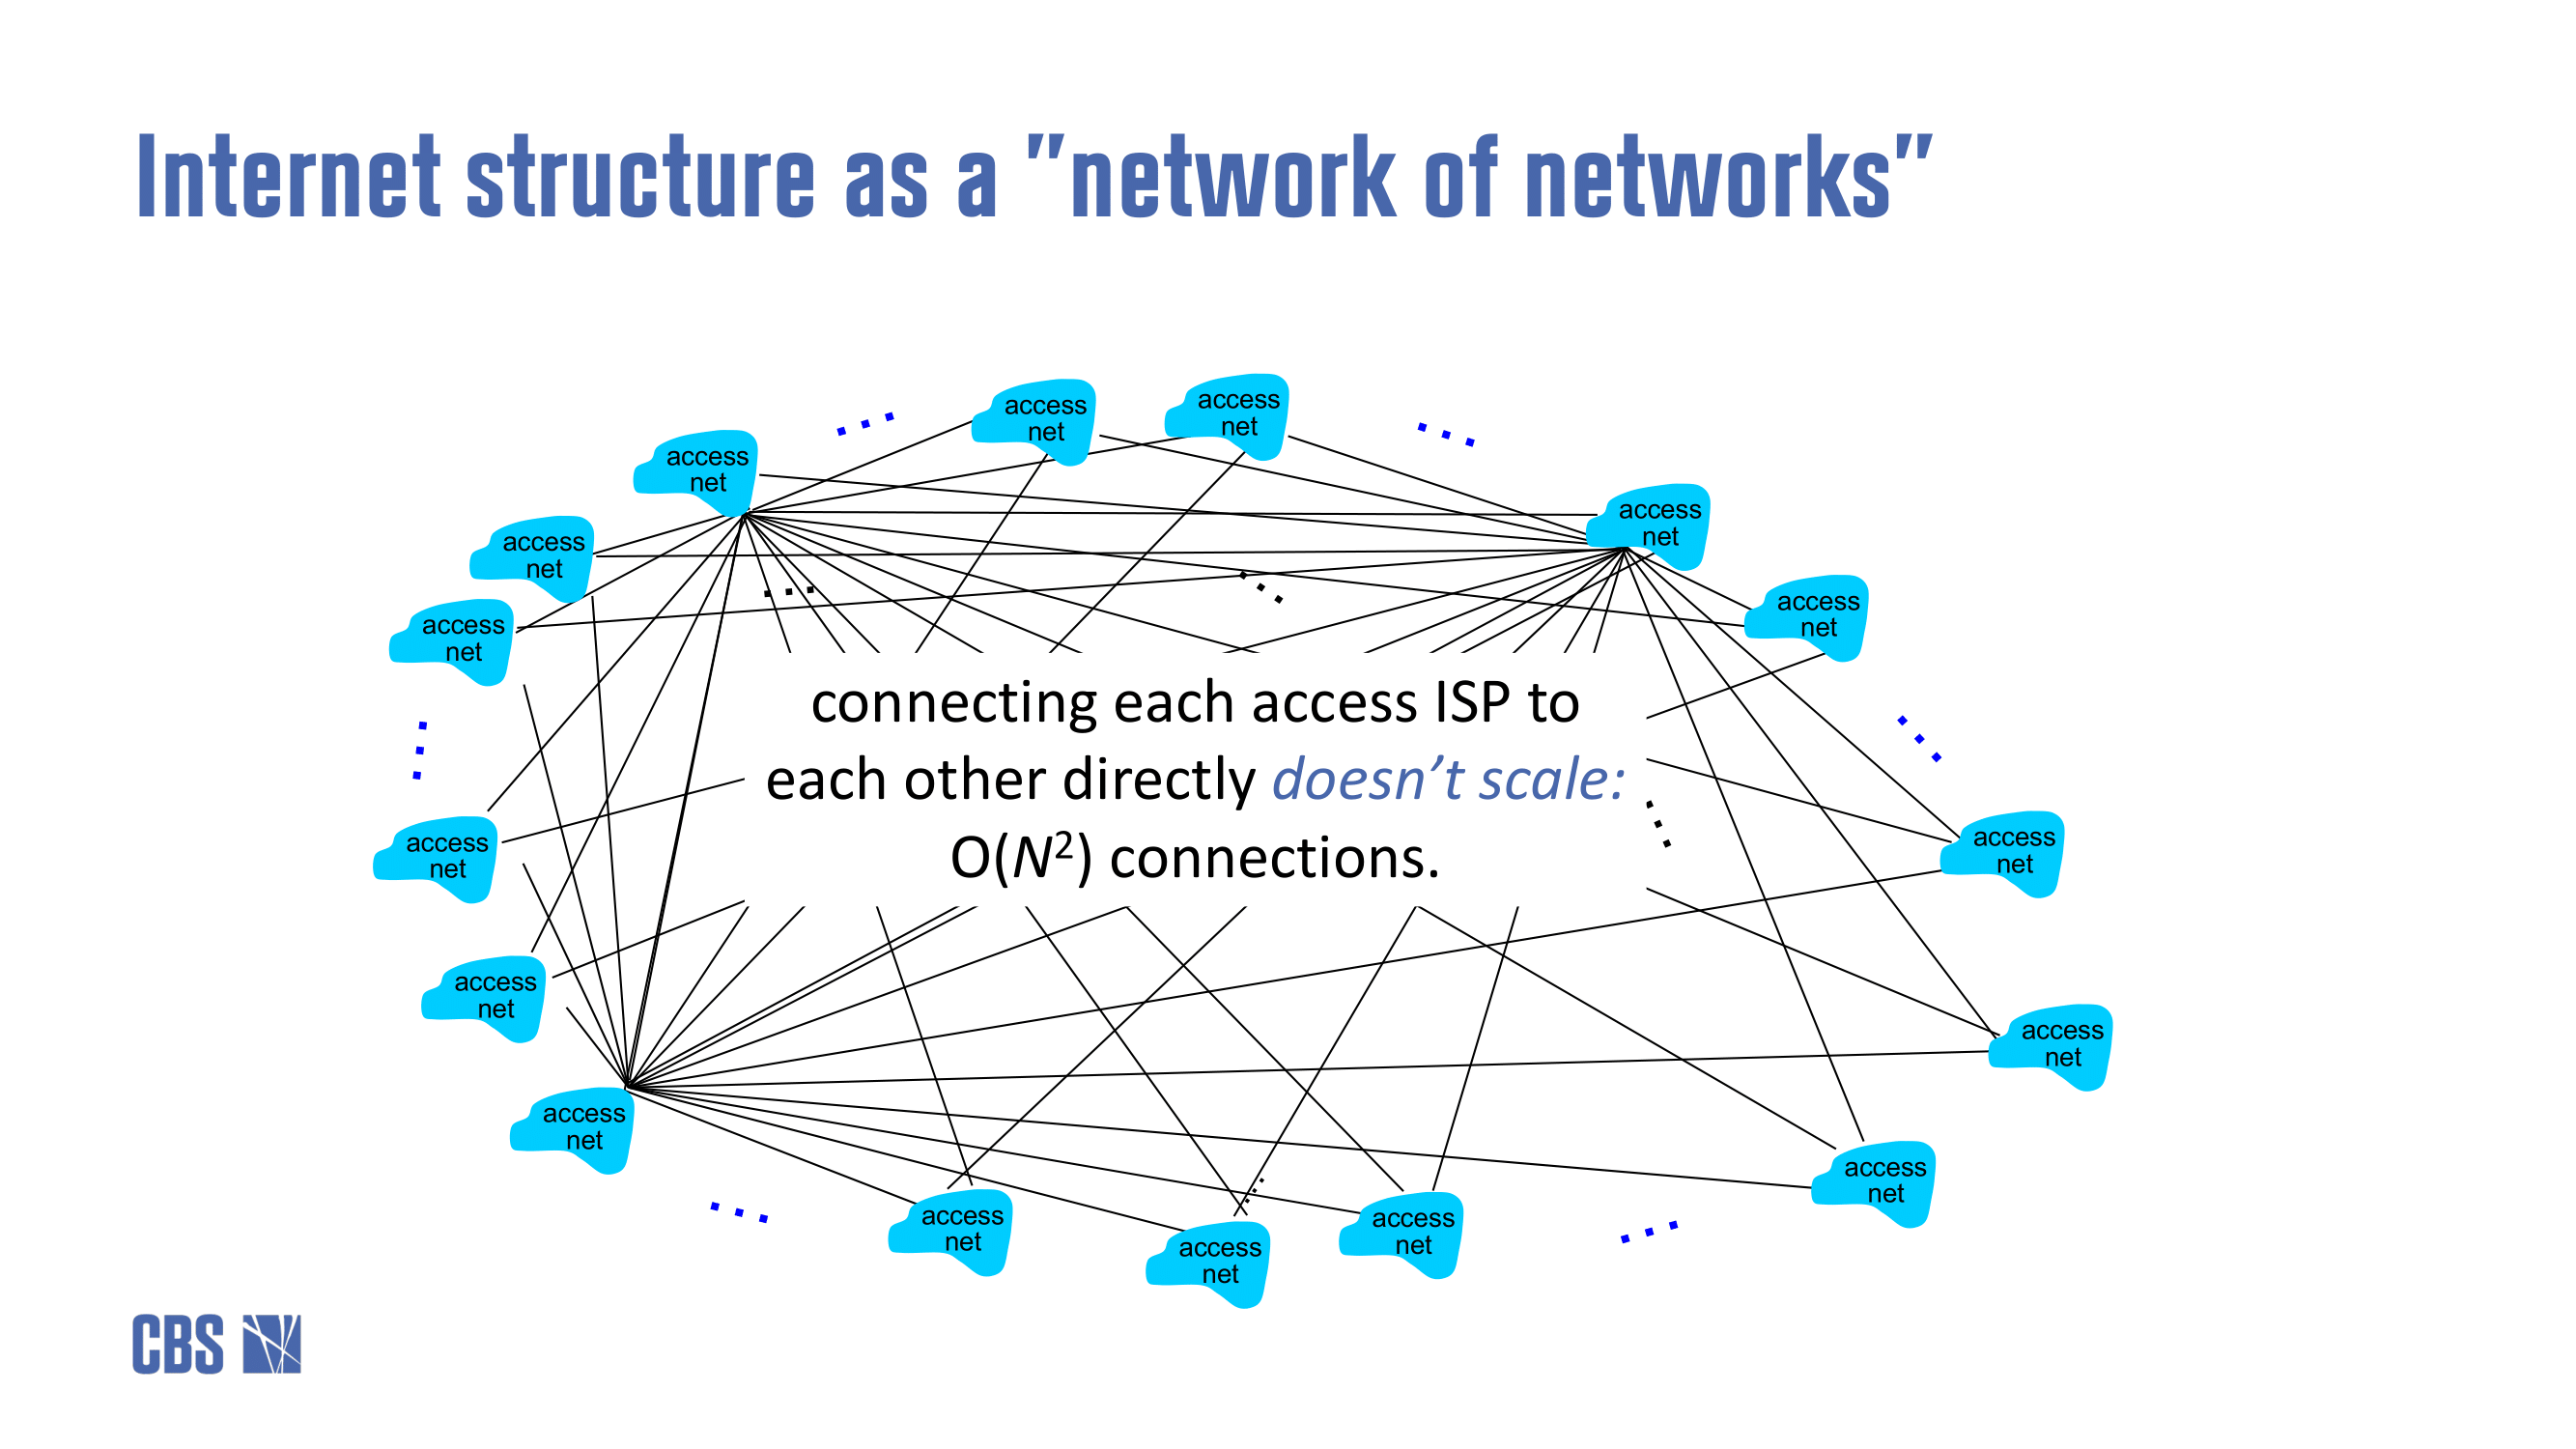 Internet structure as a "network of networks"
access
net
access
net
access
net
access
net
access
net
access
net
access
net
connecting each access ISP to
each other directly doesn't scale:
O(N²) connections.
access
net
access
net
access
net
access
net
access
net
access
net
access
net
access
net
access
net
CBS